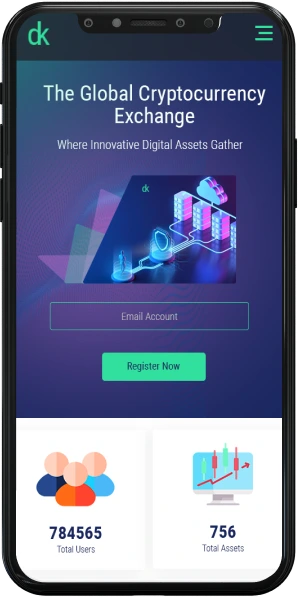 dk
The Global Cryptocurrency
Exchange
Where Innovative Digital Assets Gather
dk
Email Account
Register Now
784565
Total Users
756
Total Assets